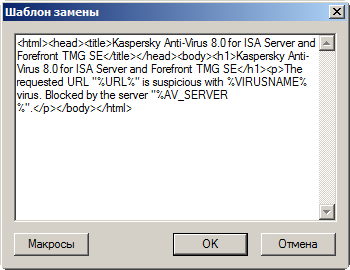 Шаблон замены
<html><head><title>Kaspersky Anti-Virus 8.0 for ISA Server and
Forefront TMG SE</title></head><body><h1>Kaspersky Anti-
Virus 8.0 for ISA Server and Forefront TMG SE</h1><p>The
requested URL "%URL%" is suspicious with %VIRUSNAME%
virus. Blocked by the server "%AV_SERVER
%".</p></body></html>
Макросы
OK
Отмена